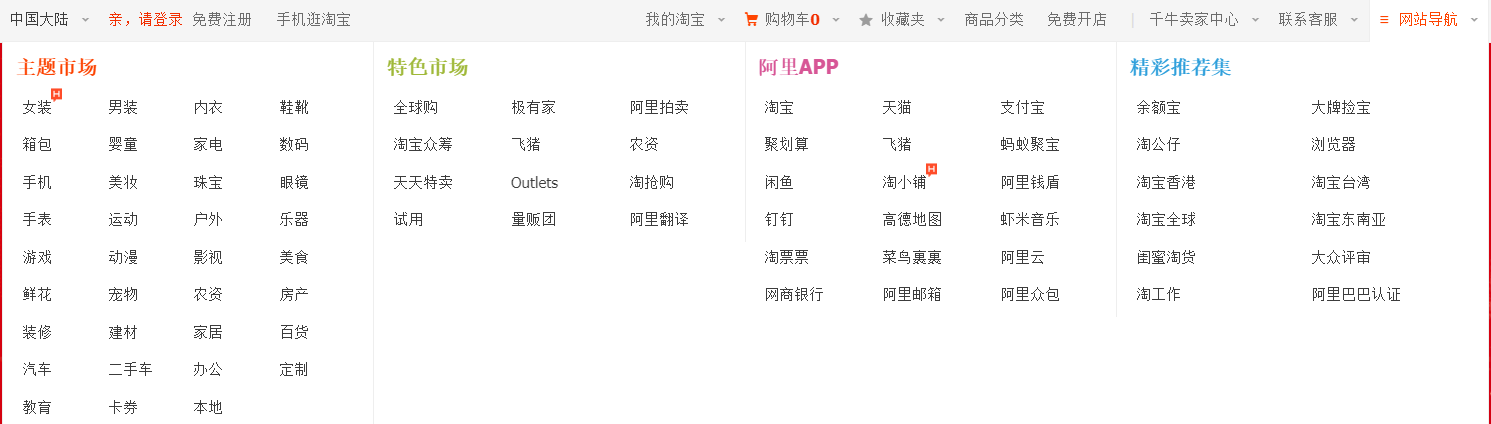 中国大陆 亲，请登录 免费注册 手机逛淘宝 我的淘宝 购物车0 收藏夹 商品分类 免费开店 | 千牛卖家中心 联系客服 网站导航
主题市场
女装 H 男装 内衣 鞋靴
箱包 婴童 家电 数码
手机 美妆 珠宝 眼镜
手表 运动 户外 乐器
游戏 动漫 影视 美食
鲜花 宠物 农资 房产
装修 建材 家居 百货
汽车 二手车 办公 定制
教育 卡券 本地
特色市场
全球购 极有家 阿里拍卖
淘宝众筹 飞猪 农资
天天特卖 Outlets 淘抢购
试用 量贩团 阿里翻译
阿里APP
淘宝 天猫 支付宝
聚划算 飞猪 蚂蚁聚宝
闲鱼 淘小铺 H 阿里钱盾
钉钉 高德地图 虾米音乐
淘票票 菜鸟裹裹 阿里云
网商银行 阿里邮箱 阿里众包
精彩推荐集
余额宝 大牌捡宝
淘公仔 浏览器
淘宝香港 淘宝台湾
淘宝全球 淘宝东南亚
闺蜜淘货 大众评审
淘工作 阿里巴巴认证